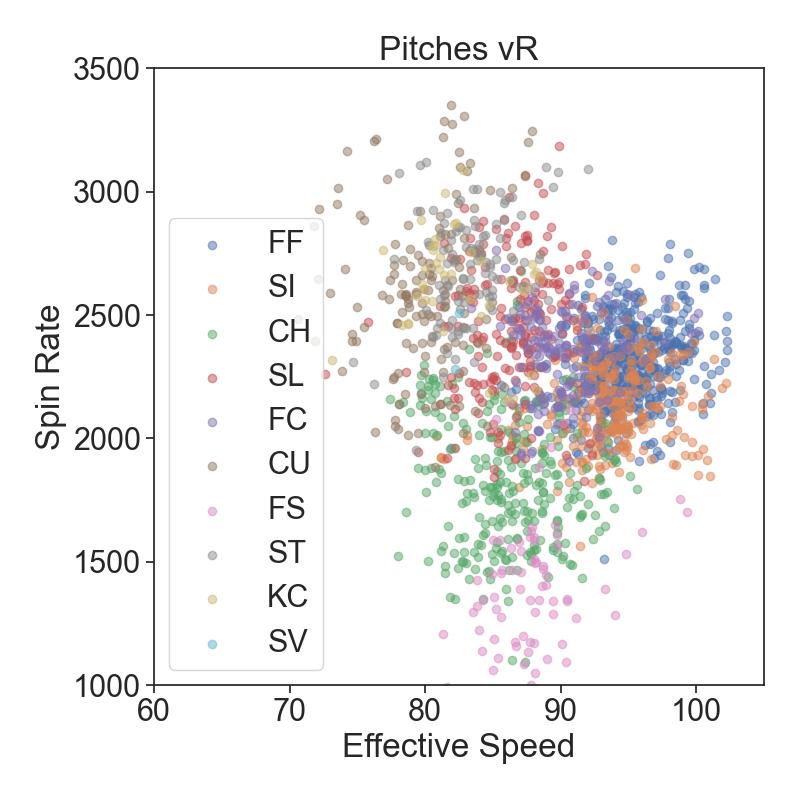 Pitches vR
3500
3000
2500
2000
1500
1000
Spin Rate
FF
SI
CH
SL
FC
CU
FS
ST
KC
SV
60 70 80 90 100
Effective Speed